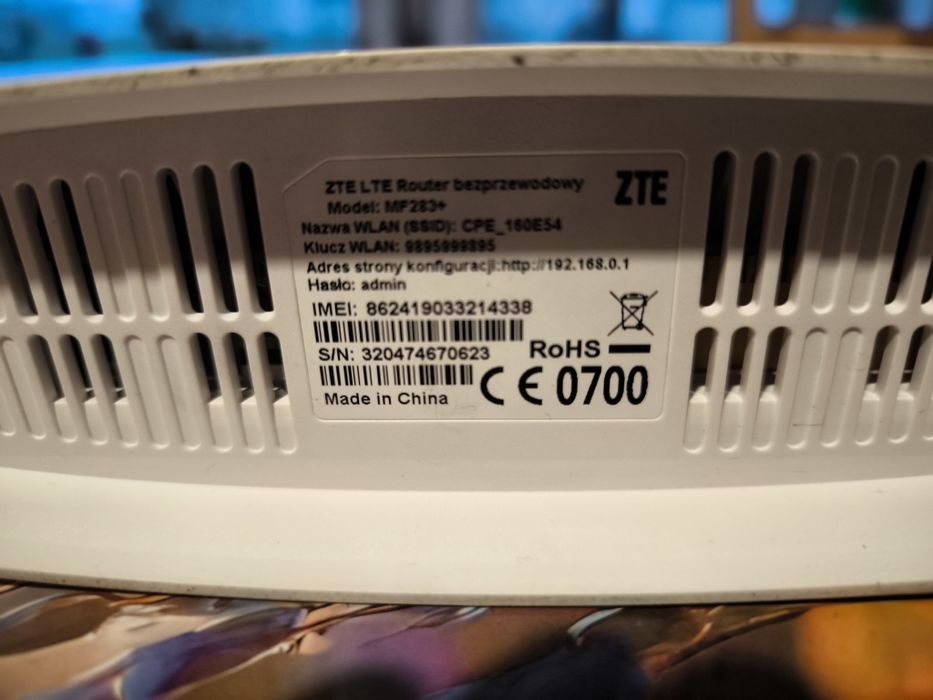 ZTE LTE Router bezprzewodowy
ZTE
Model: MF283+
Nazwa WLAN (SSID): CPE_160E54
Klucz WLAN: 9895999895
Adres strony konfiguracji:http://192.168.0.1
Hasło: admin
IMEI: 862419033214338
S/N: 320474670623
RoHS
Made in China
CE 0700